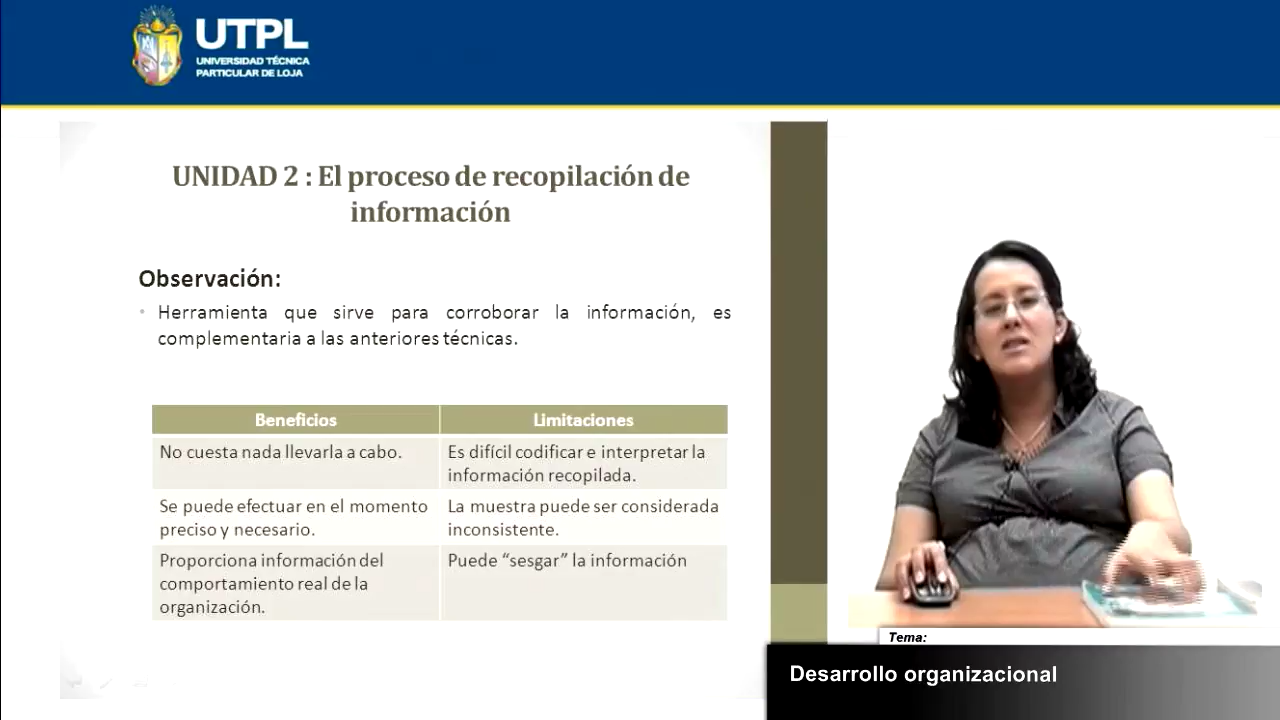 UTPL
UNIVERSIDAD TÉCNICA
PARTICULAR DE LOJA
UNIDAD 2 : El proceso de recopilación de
información
Observación:
• Herramienta que sirve para corroborar la información, es
complementaria a las anteriores técnicas.
Beneficios
Limitaciones
No cuesta nada llevarla a cabo.
Es difícil codificar e interpretar la
información recopilada.
Se puede efectuar en el momento
preciso y necesario.
La muestra puede ser considerada
inconsistente.
Proporciona información del
comportamiento real de la
organización.
Puede “sesgar” la información
Tema:
Desarrollo organizacional